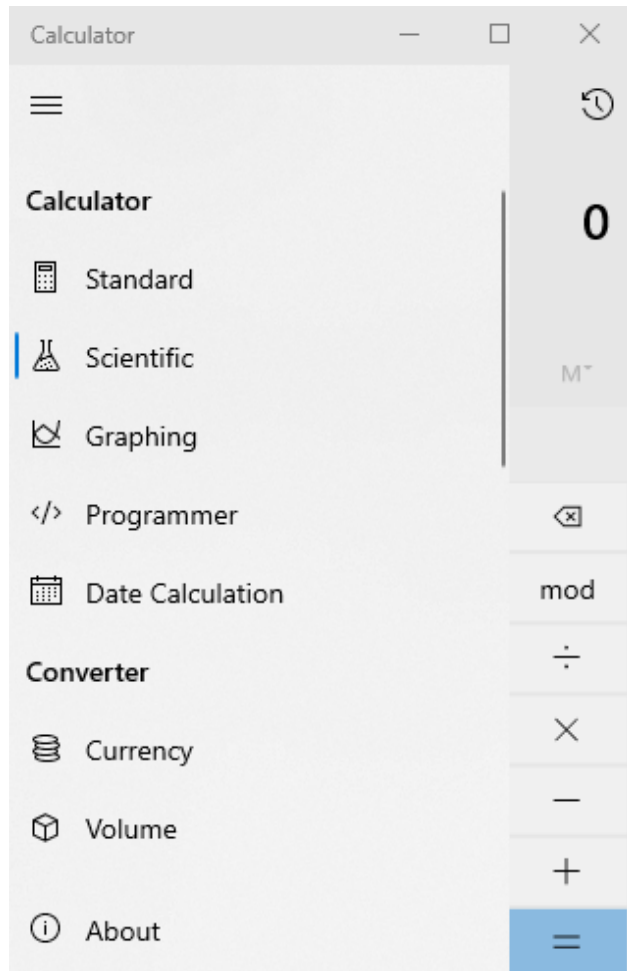 Calculator
Calculator
0
Standard
Scientific
M
Graphing
</> Programmer
mod
Date Calculation
÷
Converter
×
Currency
−
Volume
+
About
=